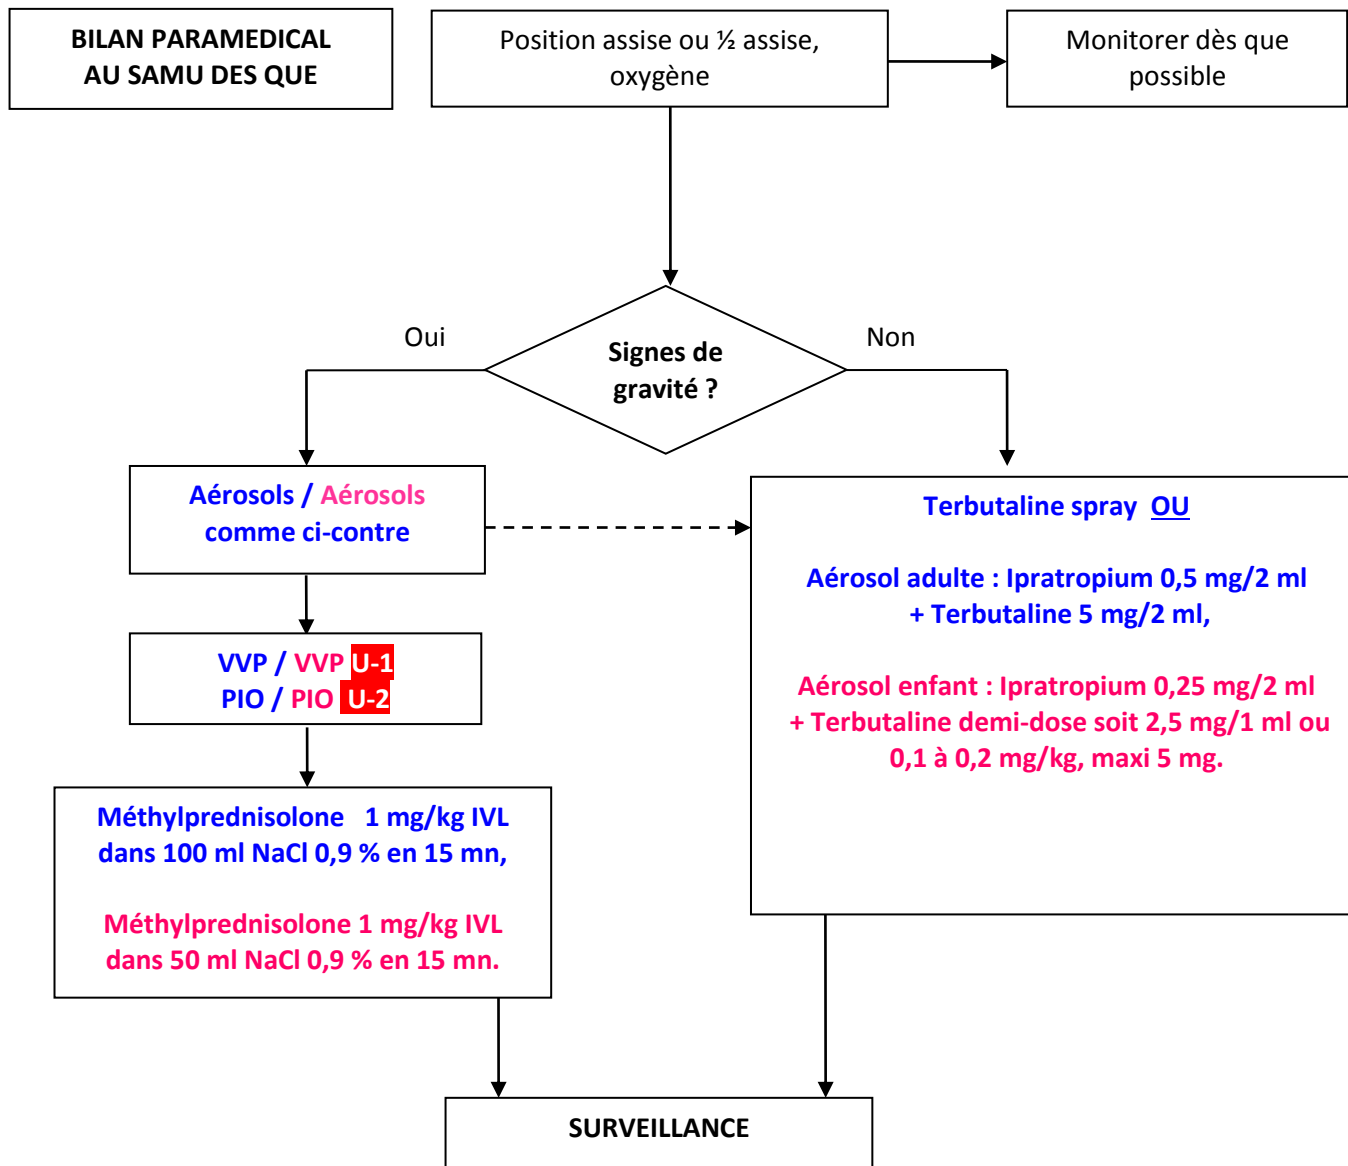 BILAN PARAMEDICAL
AU SAMU DES QUE
Position assise ou ½ assise,
oxygène
Monitorer dès que
possible
Oui
Signes de
gravité ?
Non
Aérosols / Aérosols
comme ci-contre
VVP / VVP U-1
PIO / PIO U-2
Méthylprednisolone 1 mg/kg IVL
dans 100 ml NaCl 0,9 % en 15 mn,
Méthylprednisolone 1 mg/kg IVL
dans 50 ml NaCl 0,9 % en 15 mn.
Terbutaline spray OU
Aérosol adulte : Ipratropium 0,5 mg/2 ml
+ Terbutaline 5 mg/2 ml,
Aérosol enfant : Ipratropium 0,25 mg/2 ml
+ Terbutaline demi-dose soit 2,5 mg/1 ml ou
0,1 à 0,2 mg/kg, maxi 5 mg.
SURVEILLANCE